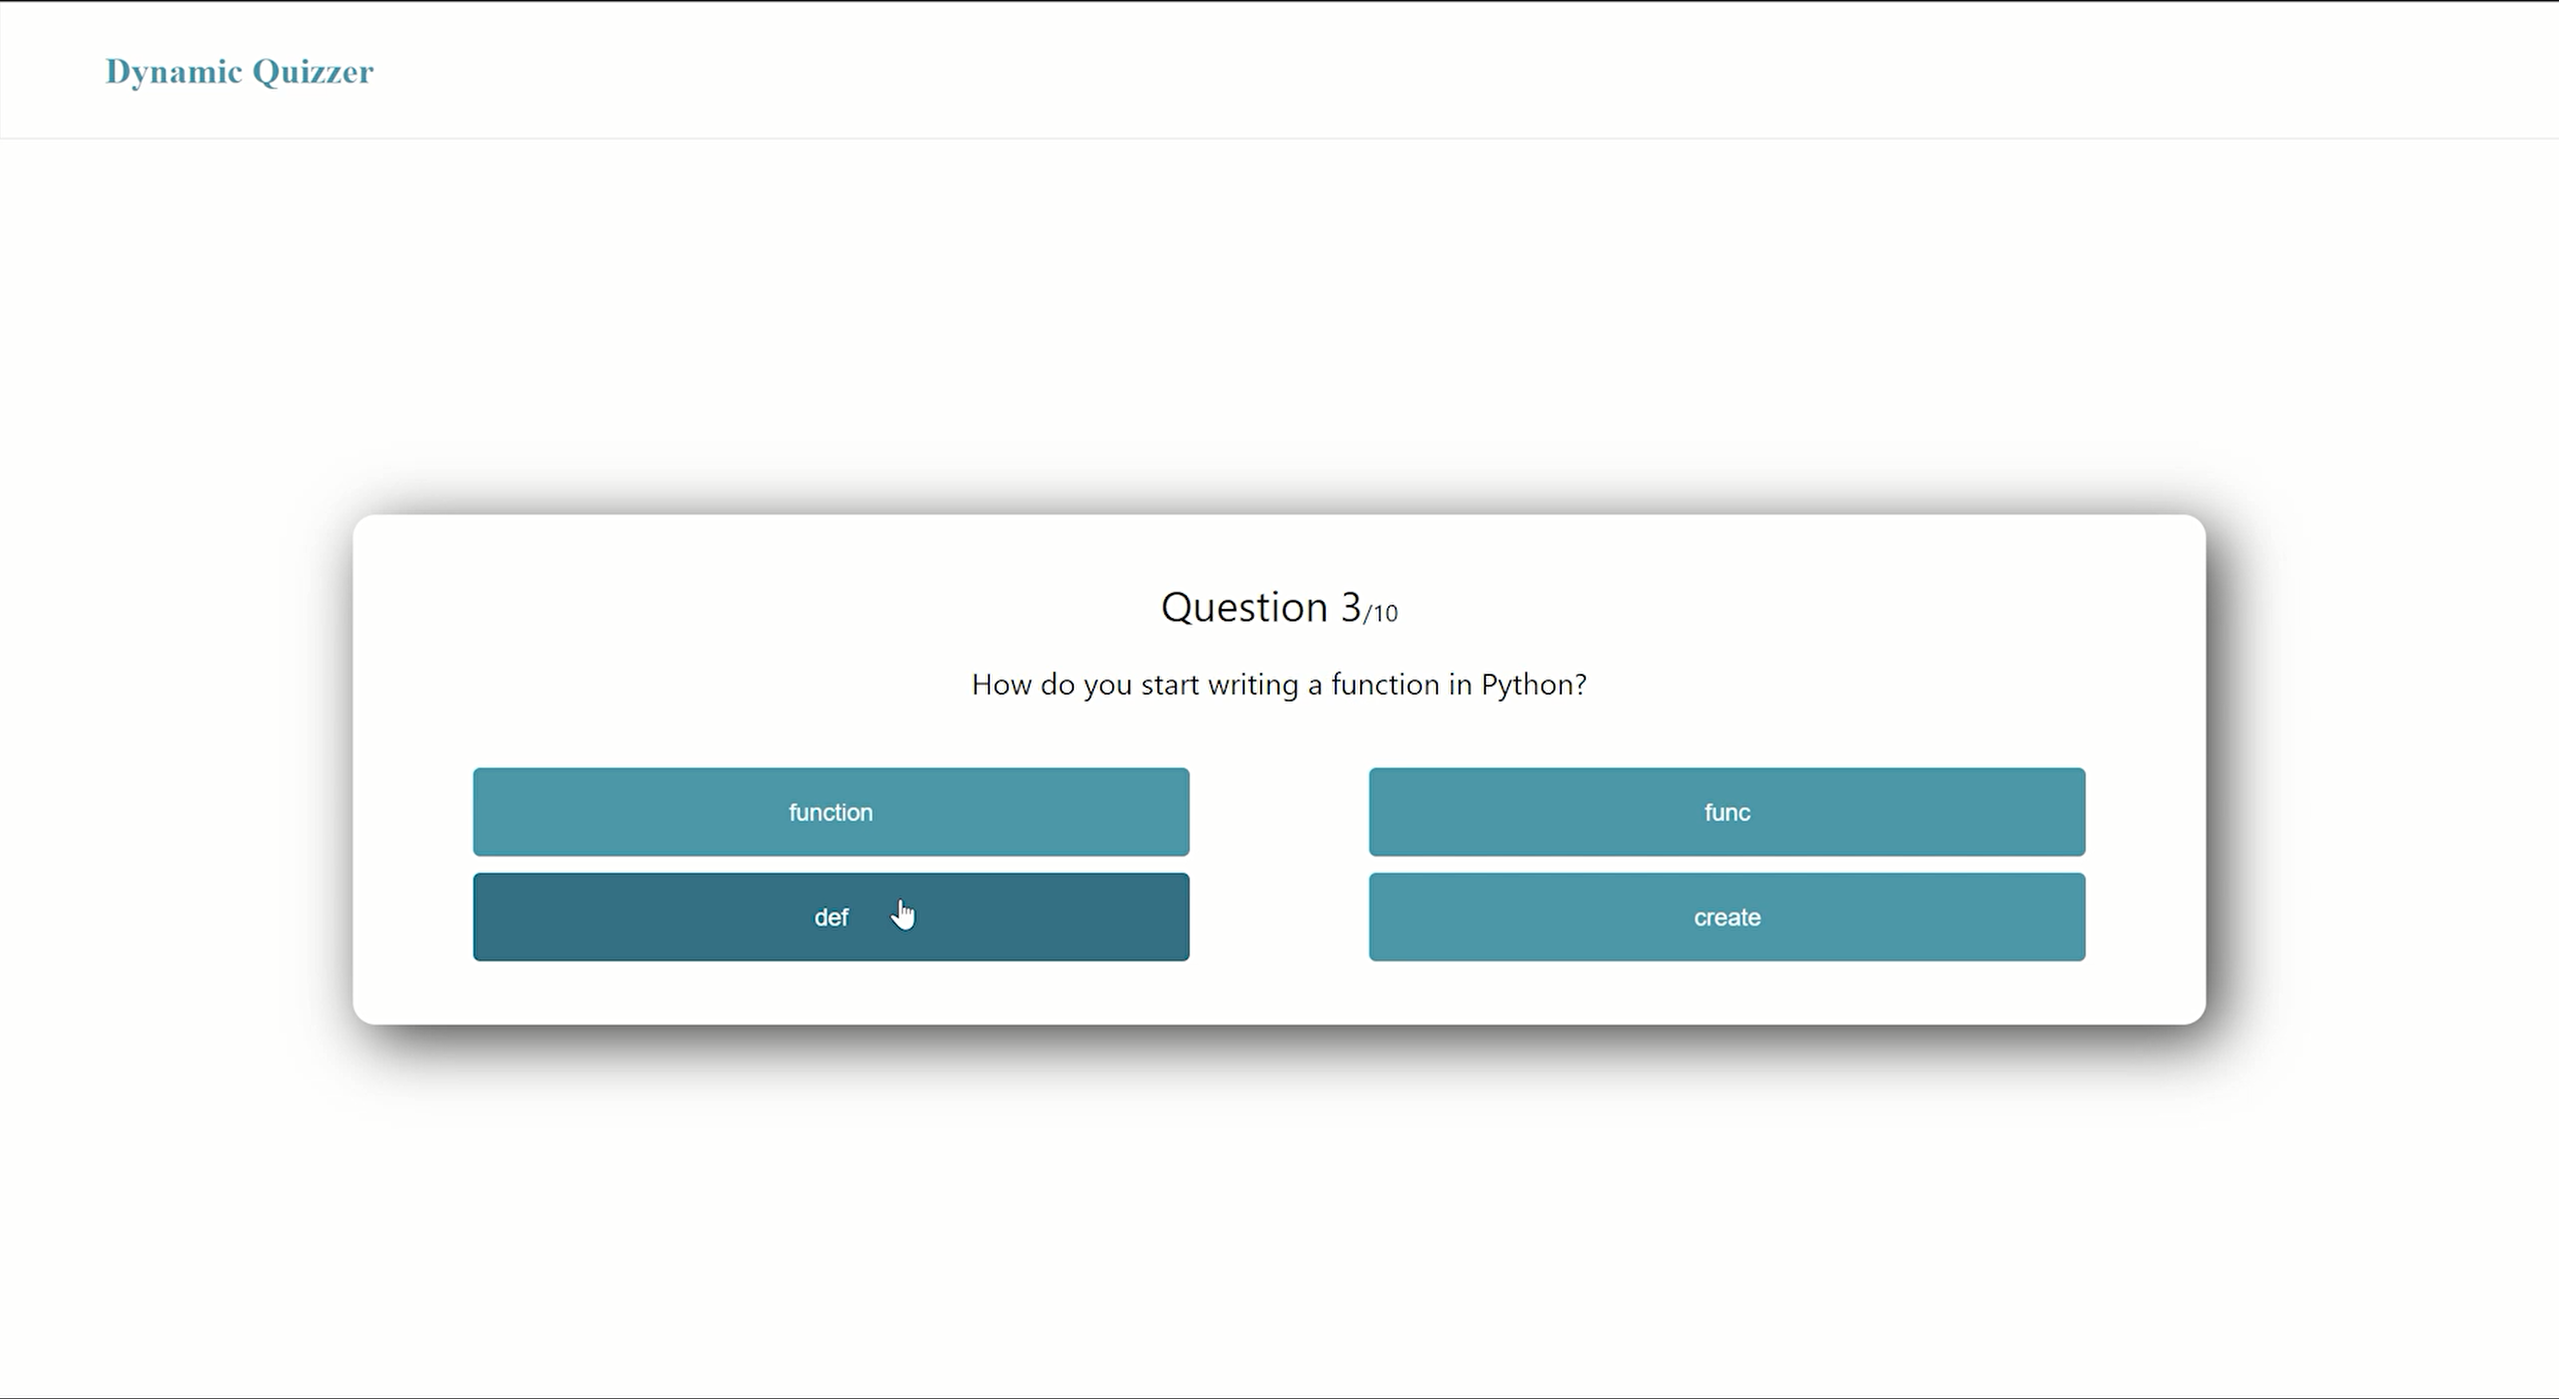 Dynamic Quizzer
Question 3/10
How do you start writing a function in Python?
function
func
def
create